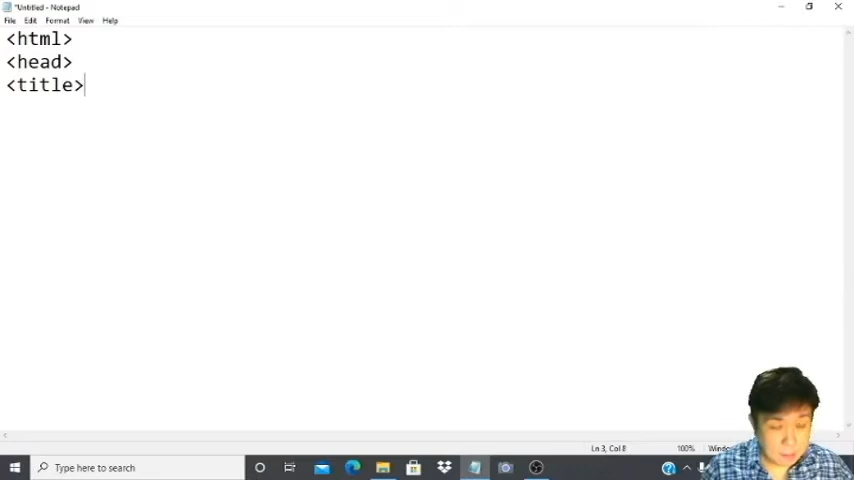 *Untitled - Notepad
File Edit Format View Help
<html>
<head>
<title>
Ln 3, Col 8 100% Windo
Type here to search